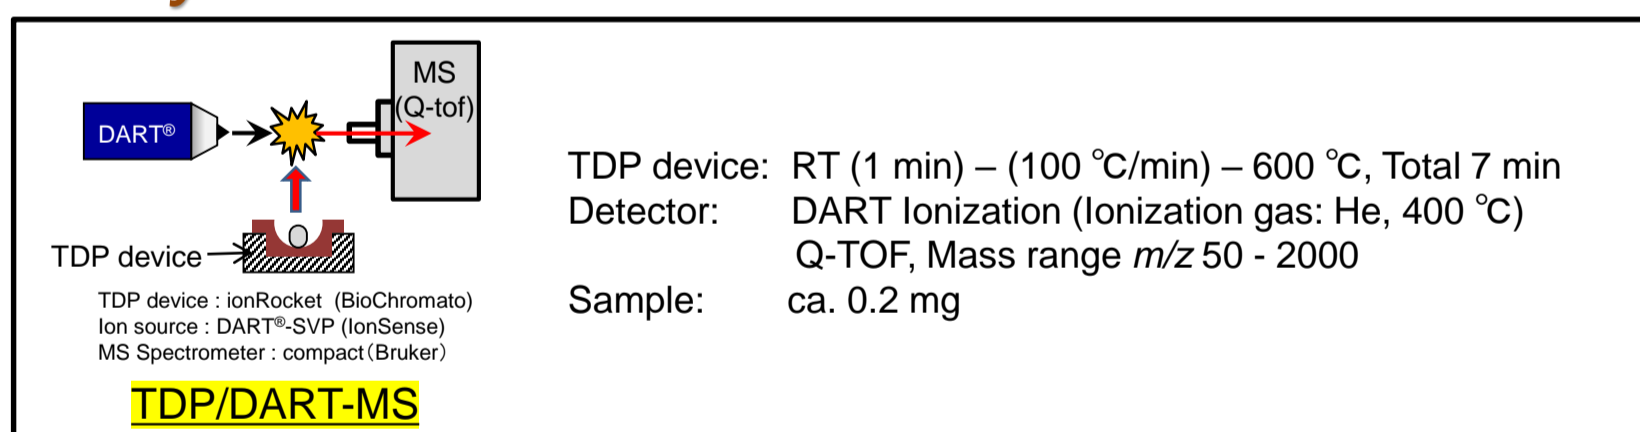 MS
(Q-tof)
DART®
TDP device
TDP device : ionRocket (BioChromato)
Ion source : DART®-SVP (IonSense)
MS Spectrometer : compact（Bruker）
TDP/DART-MS
TDP device: RT (1 min) – (100 ℃/min) – 600 ℃, Total 7 min
Detector: DART Ionization (Ionization gas: He, 400 ℃)
Q-TOF, Mass range m/z 50 - 2000
Sample: ca. 0.2 mg